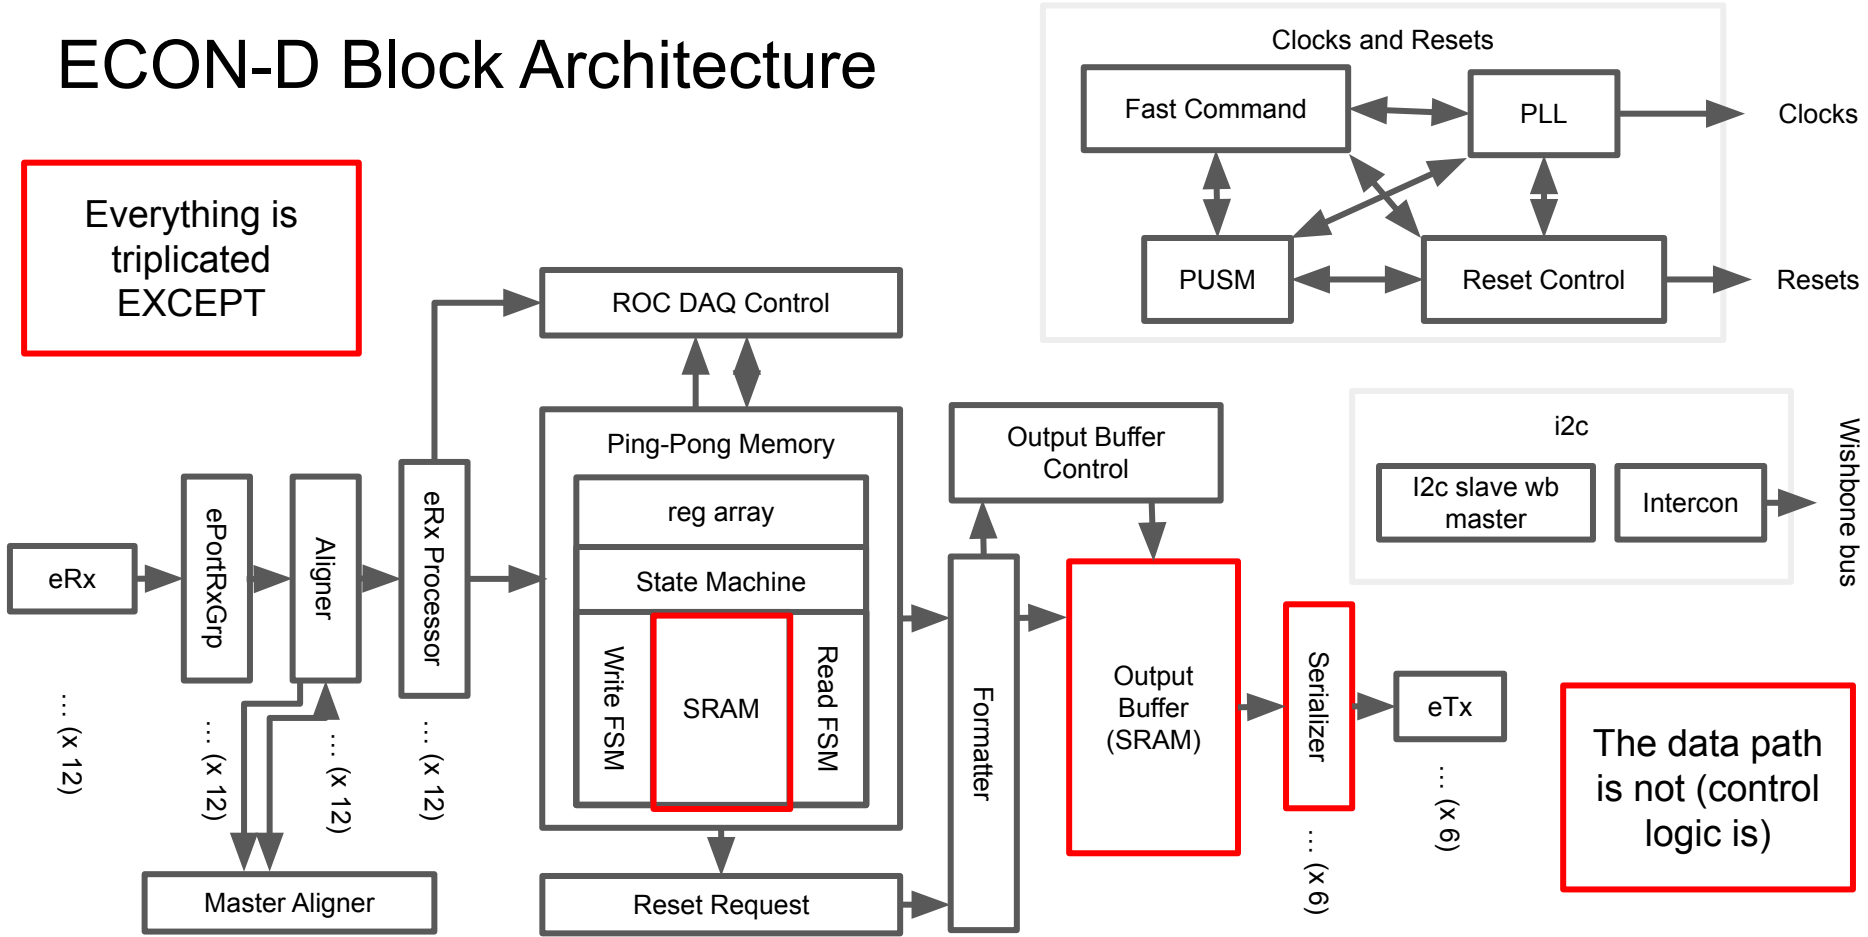 ECON-D Block Architecture
Clocks and Resets
Fast Command
PLL
Clocks
PUSM
Reset Control
Resets
Everything is
triplicated
EXCEPT
ROC DAQ Control
Ping-Pong Memory
reg array
State Machine
Write FSM
SRAM
Read FSM
Output Buffer
Control
i2c
I2c slave wb
master
Intercon
Wishbone bus
eRx
ePortRxGrp
Aligner
eRx Processor
... (x 12)
... (x 12)
... (x 12)
... (x 12)
Master Aligner
Reset Request
Formatter
Output
Buffer
(SRAM)
Serializer
eTx
... (x 6)
... (x 6)
The data path
is not (control
logic is)